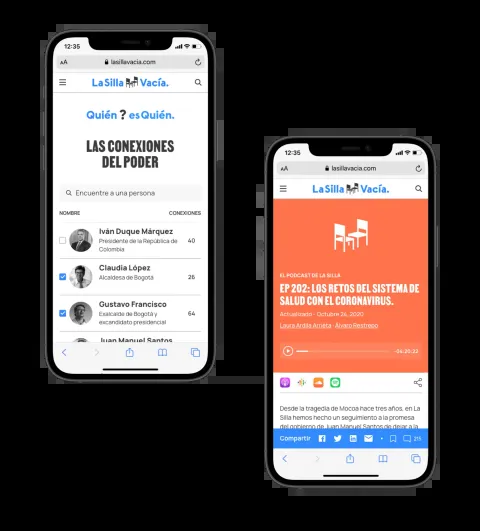 12:35
AA lasillavacia.com
La Silla Vacía.
Quién ? es Quién.
LAS CONEXIONES
DEL PODER
Encuentre a una persona
NOMBRE CONEXIONES
Iván Duque Márquez
Presidente de la República de
Colombia
40
Claudia López
Alcaldesa de Bogotá
26
Gustavo Francisco
Exalcalde de Bogotá y
excandidato presidencial
64
Juan Manuel Santos
12:35
AA lasillavacia.com
La Silla Vacía.
EL PODCAST DE LA SILLA
EP 202: LOS RETOS DEL SISTEMA DE
SALUD CON EL CORONAVIRUS.
Actualizado · Octubre 26, 2020
Laura Ardila Arrieta · Álvaro Restrepo
-06:20:22
Desde la tragedia de Mocoa hace tres años, en La
Silla hemos hecho un seguimiento a la promesa
del gobierno de Juan Manuel Santos de dejar a la
Compartir